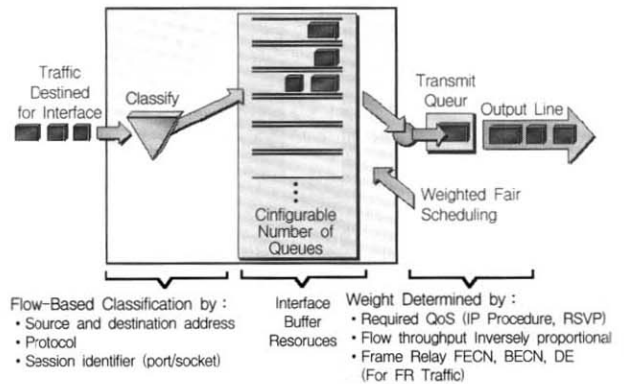 Traffic
Destined
for Interface
Classify
Transmit
Queur
Output Line
Weighted Fair
Scheduling
Cinfigurable
Number of
Queues
Flow-Based Classification by :
• Source and destination address
• Protocol
• Session identifier (port/socket)
Interface
Buffer
Resoruces
Weight Determined by :
• Required QoS (IP Procedure, RSVP)
• Flow throughput Inversely proportional
• Frame Relay FECN, BECN, DE
(For FR Traffic)